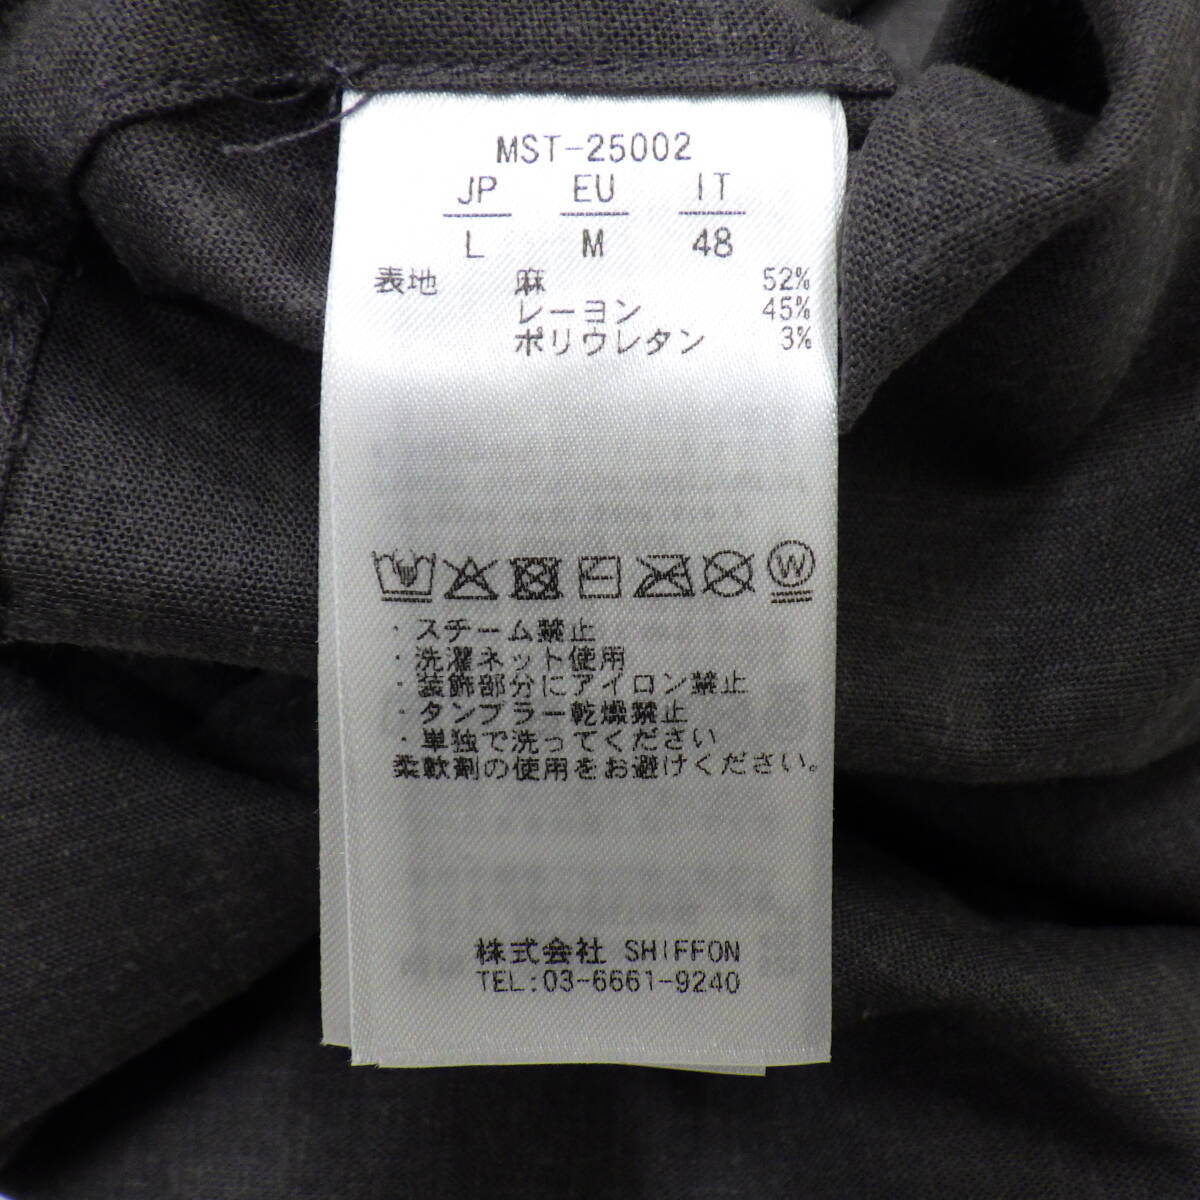 MST-25002
JP EU IT
L M 48
表地 麻 52%
レーヨン 45%
ポリウレタン 3%
W
・スチーム禁止
・洗濯ネット使用
・装飾部分にアイロン禁止
・タンブラー乾燥禁止
・単独で洗ってください
柔軟剤の使用をお避けください。
株式会社 SHIFFON
TEL:03-6661-9240